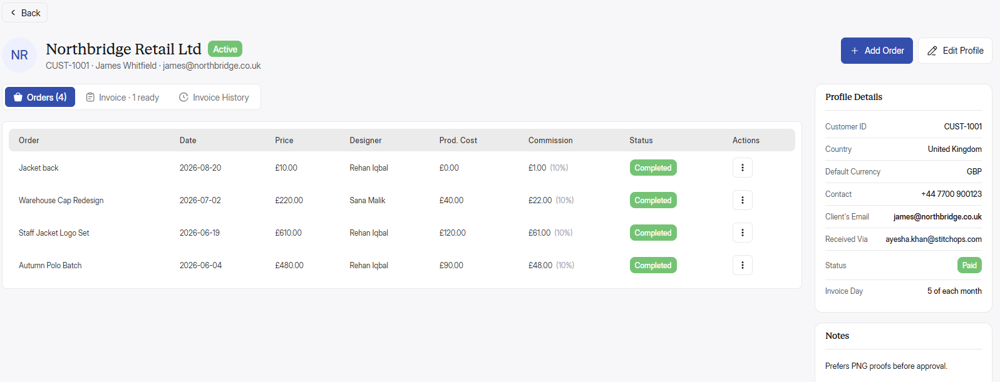 Back
NR
Northbridge Retail Ltd Active
CUST-1001 · James Whitfield · james@northbridge.co.uk
+ Add Order
Edit Profile
Orders (4) Invoice · 1 ready Invoice History
Order Date Price Designer Prod. Cost Commission Status Actions
Jacket back 2026-08-20 £10.00 Rehan Iqbal £0.00 £1.00 (10%) Completed
Warehouse Cap Redesign 2026-07-02 £220.00 Sana Malik £40.00 £22.00 (10%) Completed
Staff Jacket Logo Set 2026-06-19 £610.00 Rehan Iqbal £120.00 £61.00 (10%) Completed
Autumn Polo Batch 2026-06-04 £480.00 Rehan Iqbal £90.00 £48.00 (10%) Completed
Profile Details
Customer ID CUST-1001
Country United Kingdom
Default Currency GBP
Contact +44 7700 900123
Client's Email james@northbridge.co.uk
Received Via ayesha.khan@stitchops.com
Status Paid
Invoice Day 5 of each month
Notes
Prefers PNG proofs before approval.